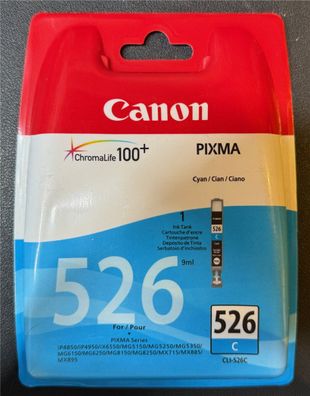 Canon
ChromaLife 100+
PIXMA
Cyan / Cian / Ciano
1
Ink Tank
Cartouche d'encre
Tintenpatrone
Depósito de Tinta
Serbatoio d'inchiostro
9ml
526
C
526
For / Pour
PIXMA Series
iP4850/iP4950/iX6550/MG5150/MG5250/MG5350/
MG6150/MG6250/MG8150/MG8250/MX715/MX885/
MX895
526
C
CLI-526C